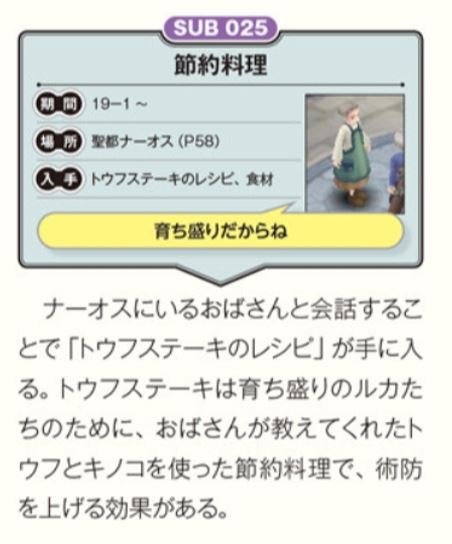 SUB 025
節約料理
期間 19-1～
場所 聖都ナーオス(P58)
入手 トウフステーキのレシピ、食材
育ち盛りだからね
ナーオスにいるおばさんと会話するこ
とで「トウフステーキのレシピ」が手に入
る。トウフステーキは育ち盛りのルカた
ちのために、おばさんが教えてくれたト
ウフとキノコを使った節約料理で、術防
を上げる効果がある。